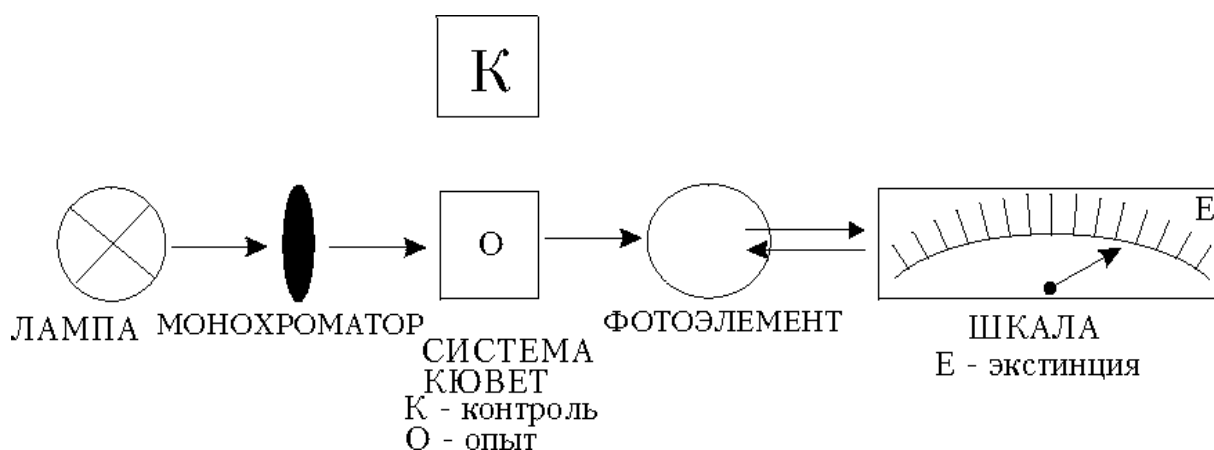 К
О
Е
ЛАМПА
МОНОХРОМАТОР
СИСТЕМА
КЮВЕТ
К - контроль
О - опыт
ФОТОЭЛЕМЕНТ
ШКАЛА
Е - экстинция